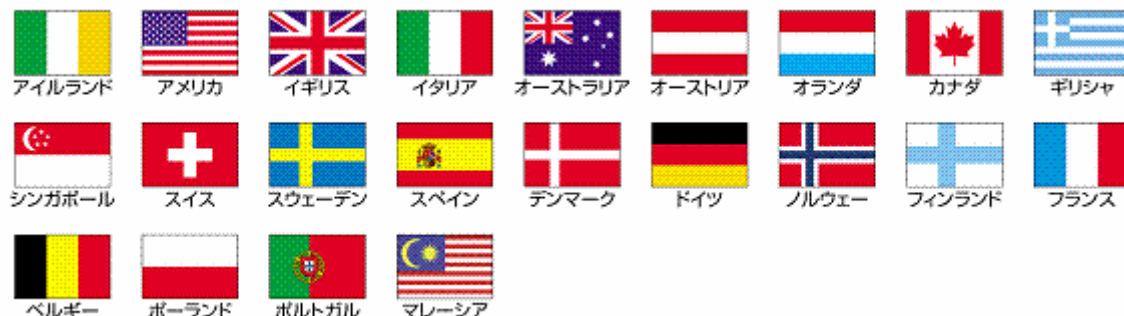 アイルランド アメリカ イギリス イタリア オーストラリア オーストリア オランダ カナダ ギリシャ
シンガポール スイス スウェーデン スペイン デンマーク ドイツ ノルウェー フィンランド フランス
ベルギー ポーランド ポルトガル マレーシア